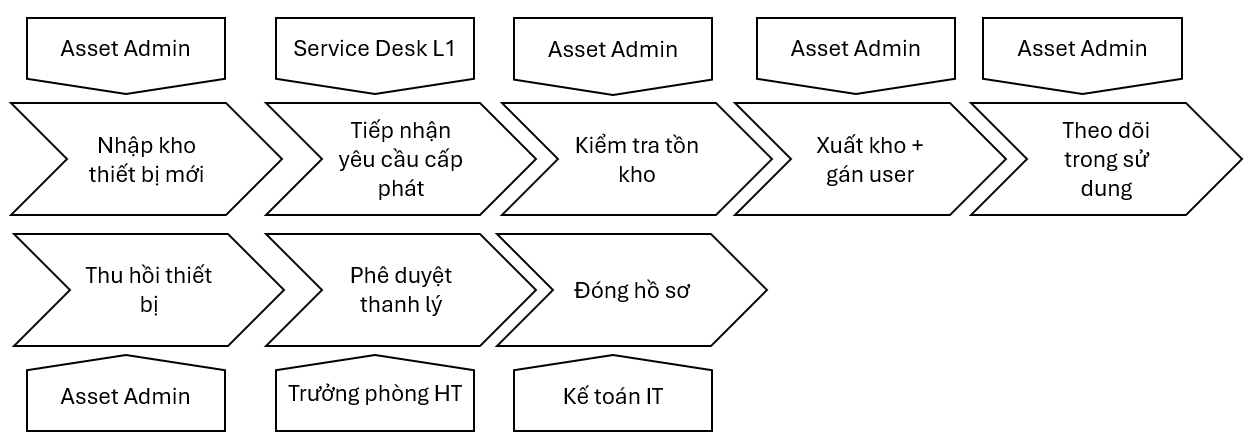 Asset Admin
Service Desk L1
Asset Admin
Asset Admin
Asset Admin
Nhập kho
thiết bị mới
Tiếp nhận
yêu cầu cấp
phát
Kiểm tra tồn
kho
Xuất kho +
gán user
Theo dõi
trong sử
dung
Thu hồi thiết
bị
Phê duyệt
thanh lý
Đóng hồ sơ
Asset Admin
Trưởng phòng HT
Kế toán IT